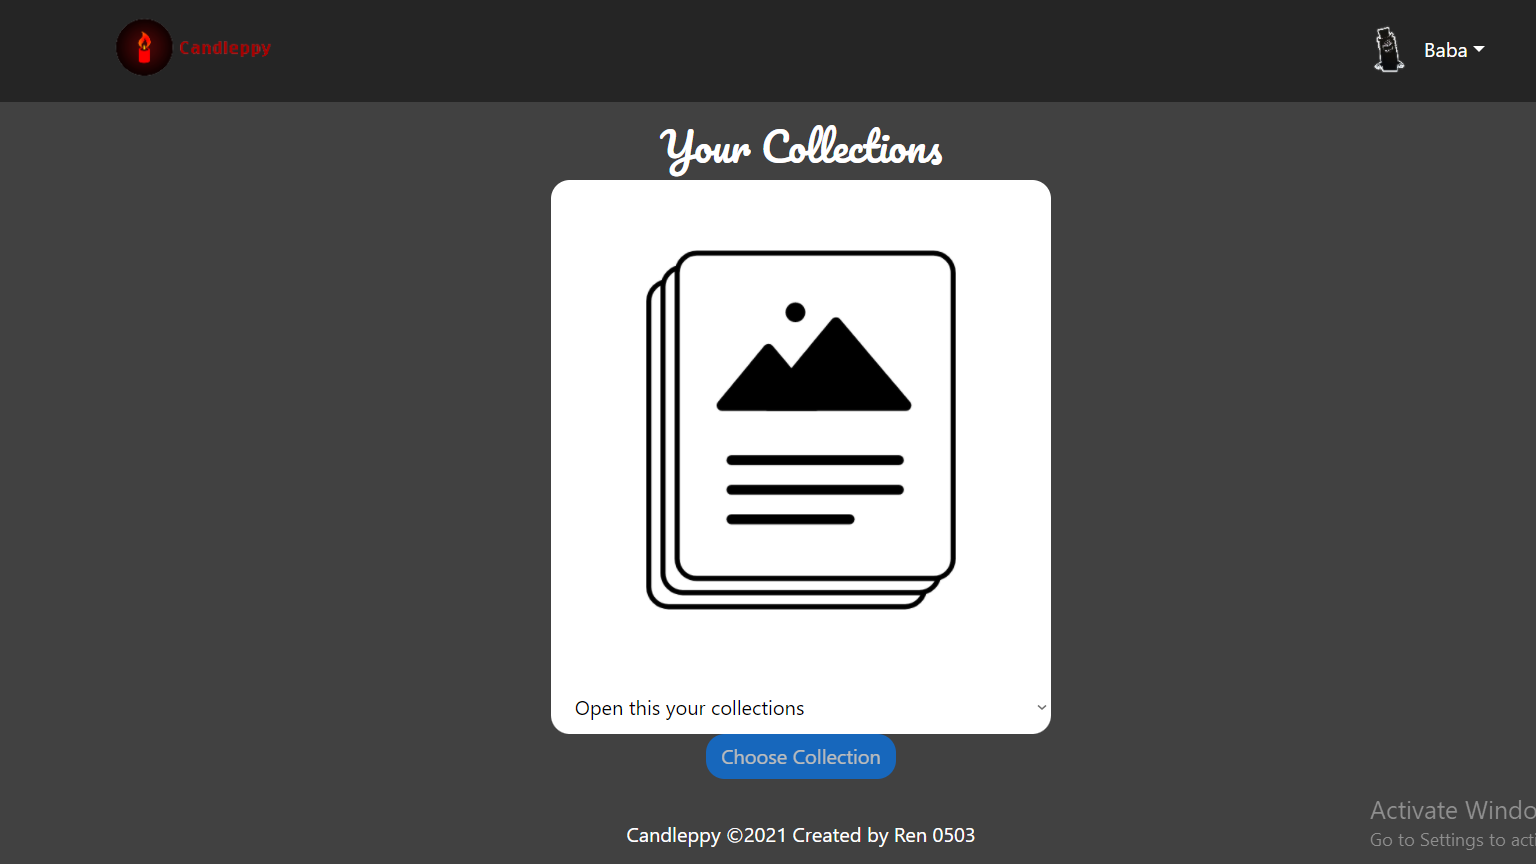 Candleppy
Baba
Your Collections
Open this your collections
Choose Collection
Activate Windo
Go to Settings to acti
Candleppy ©2021 Created by Ren 0503